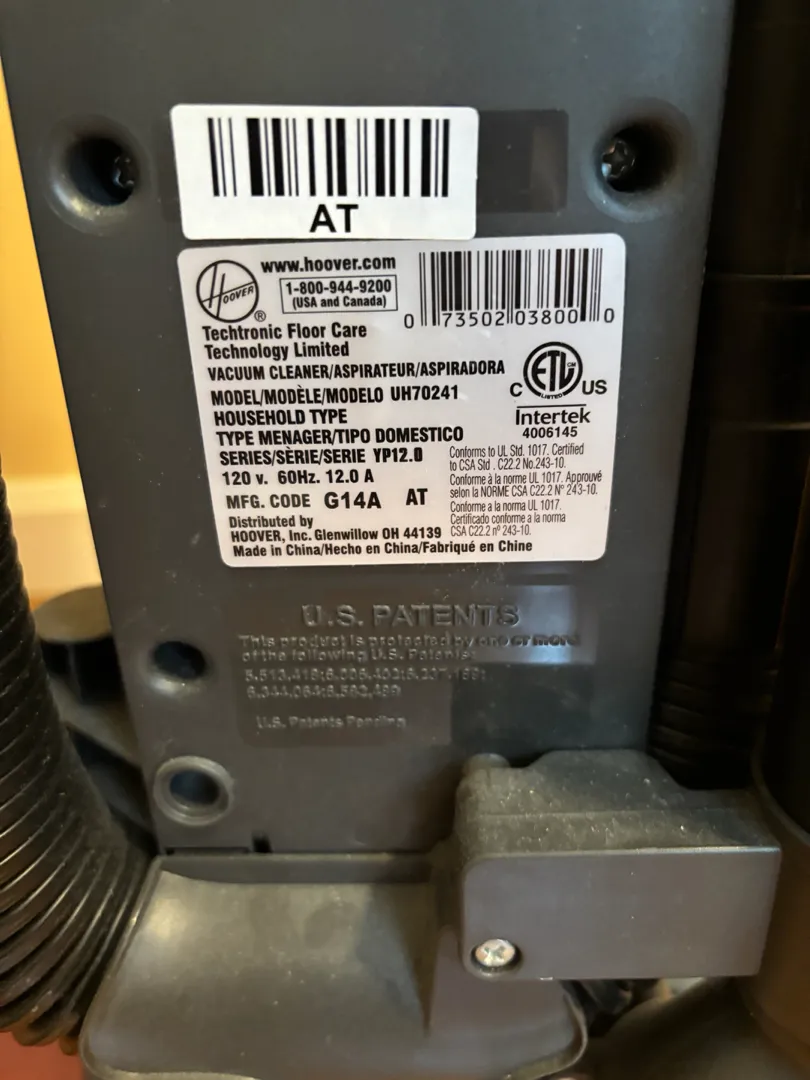 AT
HOOVER ®
www.hoover.com
1-800-944-9200
(USA and Canada)
0 73502 03800 0
Techtronic Floor Care
Technology Limited
VACUUM CLEANER/ASPIRATEUR/ASPIRADORA
MODEL/MODÈLE/MODELO UH70241
HOUSEHOLD TYPE
TYPE MENAGER/TIPO DOMESTICO
SERIES/SÈRIE/SERIE YP12.0
120 v. 60Hz. 12.0 A
MFG. CODE G14A AT
Distributed by
HOOVER, Inc. Glenwillow OH 44139
Made in China/Hecho en China/Fabriqué en Chine
C ETL US
LISTED
Intertek
4006145
Conforms to UL Std. 1017. Certified
to CSA Std . C22.2 No.243-10.
Conforme à la norme UL 1017. Approuvé
selon la NORME CSA C22.2 N° 243-10.
Conforme a la norma UL 1017.
Certificado conforme a la norma
CSA C22.2 nº 243-10.
U.S. PATENTS
This product is protected by one or more
of the following U.S. Patents:
U.S. Patents Pending